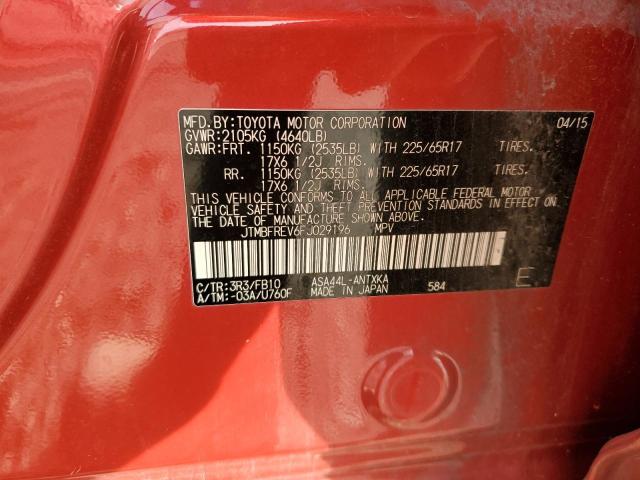 MFD. BY: TOYOTA MOTOR CORPORATION 04/15
GVWR: 2105KG (4640LB)
GAWR: FRT. 1150KG (2535LB) WITH 225/65R17 TIRES.
17X6 1/2J RIMS.
RR. 1150KG (2535LB) WITH 225/65R17 TIRES.
17X6 1/2J RIMS.
THIS VEHICLE CONFORMS TO ALL APPLICABLE FEDERAL MOTOR
VEHICLE SAFETY AND BUMPER STANDARDS IN EFFECT ON THE
DATE OF MANUFACTURE SHOWN ABOVE.
JTMBFREV6FJ029196 MPV
C/TR: 3R3/FB10 ASA44L-ANTXKA E
A/TM: -03A/U760F MADE IN JAPAN 584